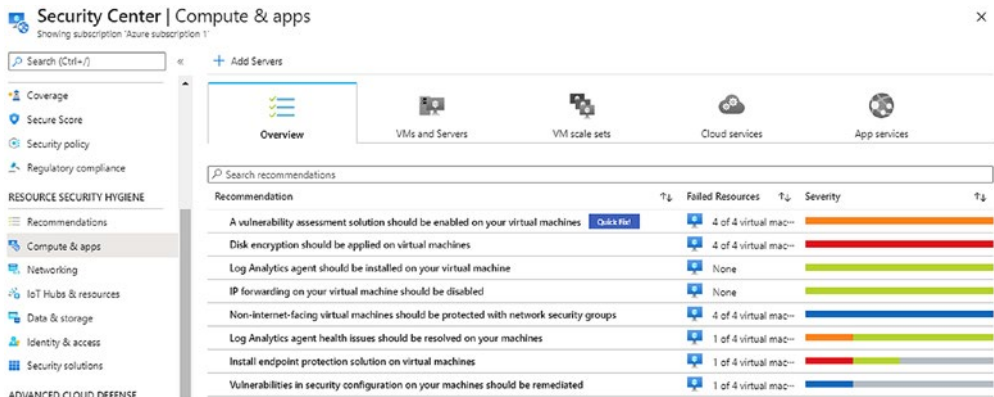 Security Center | Compute & apps
Showing subscription 'Azure subscription 1'
Search (Ctrl+/)
Coverage
Secure Score
Security policy
Regulatory compliance
RESOURCE SECURITY HYGIENE
Recommendations
Compute & apps
Networking
IoT Hubs & resources
Data & storage
Identity & access
Security solutions
ADVANCED CLOUD DEFENSE
Add Servers
Overview VMs and Servers VM scale sets Cloud services App services
Search recommendations
Recommendation Failed Resources Severity
A vulnerability assessment solution should be enabled on your virtual machines Quick Fix! 4 of 4 virtual mac···
Disk encryption should be applied on virtual machines 4 of 4 virtual mac···
Log Analytics agent should be installed on your virtual machine None
IP forwarding on your virtual machine should be disabled None
Non-internet-facing virtual machines should be protected with network security groups 4 of 4 virtual mac···
Log Analytics agent health issues should be resolved on your machines 1 of 4 virtual mac···
Install endpoint protection solution on virtual machines 1 of 4 virtual mac···
Vulnerabilities in security configuration on your machines should be remediated 1 of 4 virtual mac···